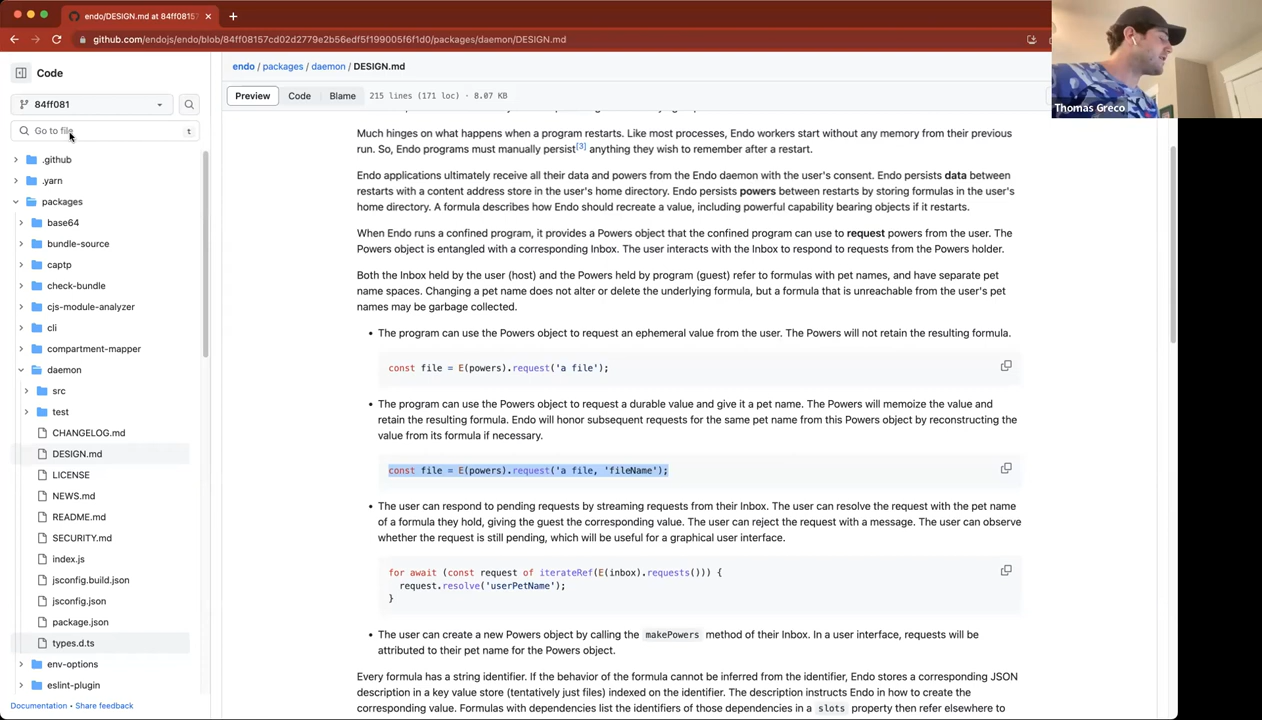 endo/DESIGN.md at 84ff08157
github.com/endojs/endo/blob/84ff08157cd02d2779e2b56edf5f199005f6f1d0/packages/daemon/DESIGN.md
Code
84ff081
Go to file
t
.github
.yarn
packages
base64
bundle-source
captp
check-bundle
cjs-module-analyzer
cli
compartment-mapper
daemon
src
test
CHANGELOG.md
DESIGN.md
LICENSE
NEWS.md
README.md
SECURITY.md
index.js
jsconfig.build.json
jsconfig.json
package.json
types.d.ts
env-options
eslint-plugin
Documentation • Share feedback
endo / packages / daemon / DESIGN.md
Preview Code Blame 215 lines (171 loc) · 8.07 KB
Much hinges on what happens when a program restarts. Like most processes, Endo workers start without any memory from their previous
run. So, Endo programs must manually persist[3] anything they wish to remember after a restart.
Endo applications ultimately receive all their data and powers from the Endo daemon with the user's consent. Endo persists data between
restarts with a content address store in the user's home directory. Endo persists powers between restarts by storing formulas in the user's
home directory. A formula describes how Endo should recreate a value, including powerful capability bearing objects if it restarts.
When Endo runs a confined program, it provides a Powers object that the confined program can use to request powers from the user. The
Powers object is entangled with a corresponding Inbox. The user interacts with the Inbox to respond to requests from the Powers holder.
Both the Inbox held by the user (host) and the Powers held by program (guest) refer to formulas with pet names, and have separate pet
name spaces. Changing a pet name does not alter or delete the underlying formula, but a formula that is unreachable from the user's pet
names may be garbage collected.
• The program can use the Powers object to request an ephemeral value from the user. The Powers will not retain the resulting formula.
const file = E(powers).request('a file');
• The program can use the Powers object to request a durable value and give it a pet name. The Powers will memoize the value and
retain the resulting formula. Endo will honor subsequent requests for the same pet name from this Powers object by reconstructing the
value from its formula if necessary.
const file = E(powers).request('a file, 'fileName');
• The user can respond to pending requests by streaming requests from their Inbox. The user can resolve the request with the pet name
of a formula they hold, giving the guest the corresponding value. The user can reject the request with a message. The user can observe
whether the request is still pending, which will be useful for a graphical user interface.
for await (const request of iterateRef(E(inbox).requests())) {
request.resolve('userPetName');
}
• The user can create a new Powers object by calling the makePowers method of their Inbox. In a user interface, requests will be
attributed to their pet name for the Powers object.
Every formula has a string identifier. If the behavior of the formula cannot be inferred from the identifier, Endo stores a corresponding JSON
description in a key value store (tentatively just files) indexed on the identifier. The description instructs Endo in how to create the
corresponding value. Formulas with dependencies list the identifiers of those dependencies in a slots property then refer elsewhere to
Thomas Greco